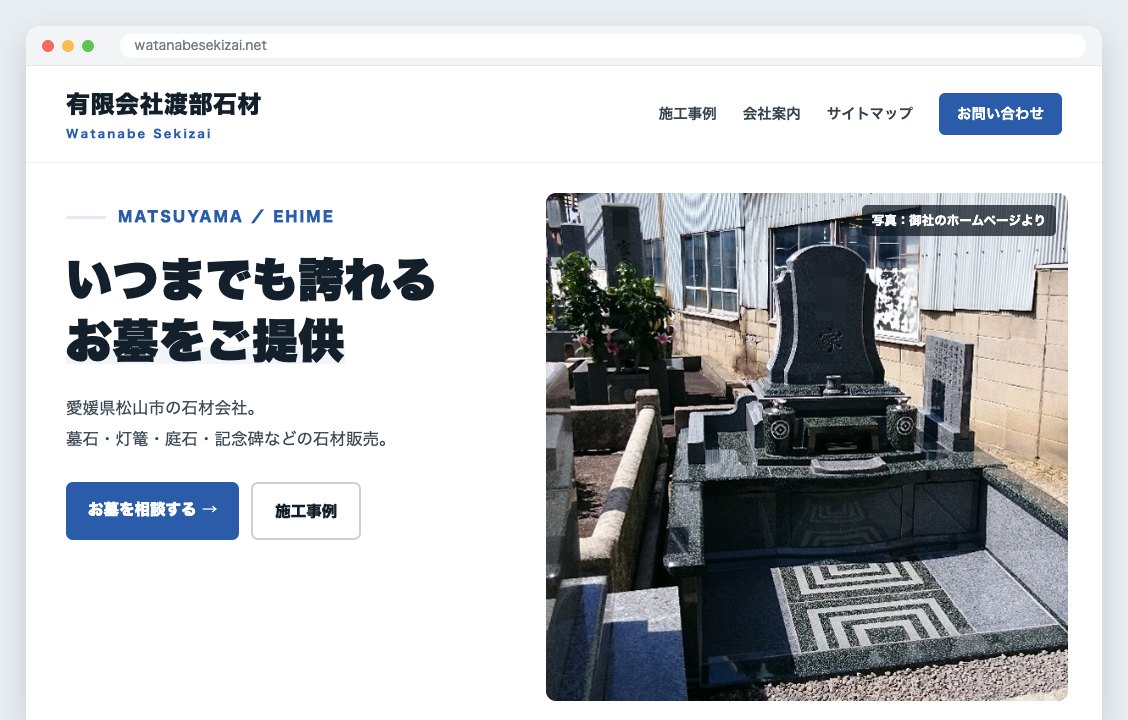 watanabesekizai.net
有限会社渡部石材
Watanabe Sekizai
施工事例 会社案内 サイトマップ お問い合わせ
MATSUYAMA / EHIME
いつまでも誇れる
お墓をご提供
愛媛県松山市の石材会社。
墓石・灯篭・庭石・記念碑などの石材販売。
お墓を相談する → 施工事例
写真：御社のホームページより
家